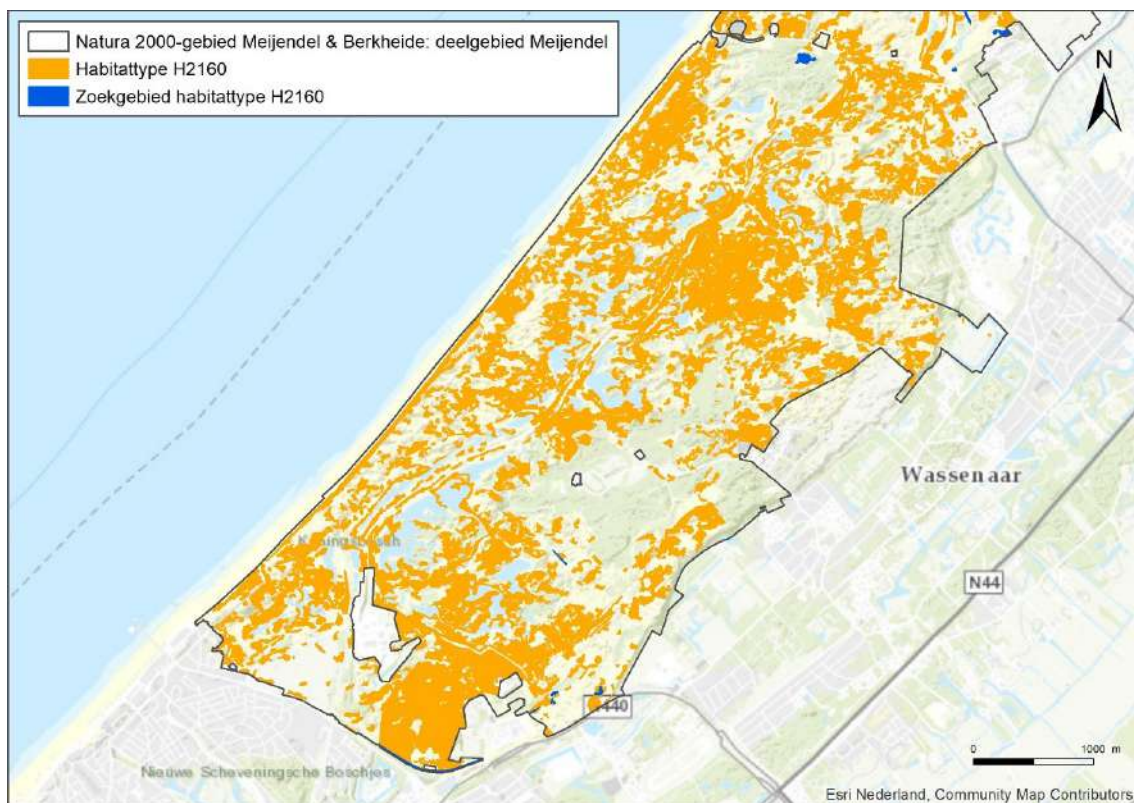 Natura 2000-gebied Meijendel & Berkheide: deelgebied Meijendel
Habitattype H2160
Zoekgebied habitattype H2160
N
Wassenaar
N44
Nieuwe Scheveningsche Boschjes
0 1000 m
Esri Nederland, Community Map Contributors